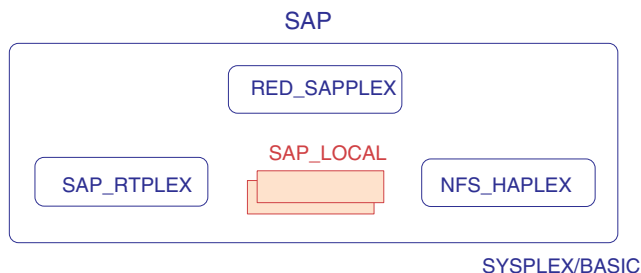 SAP
RED_SAPPLEX
SAP_LOCAL
SAP_RTPLEX
NFS_HAPLEX
SYSPLEX/BASIC